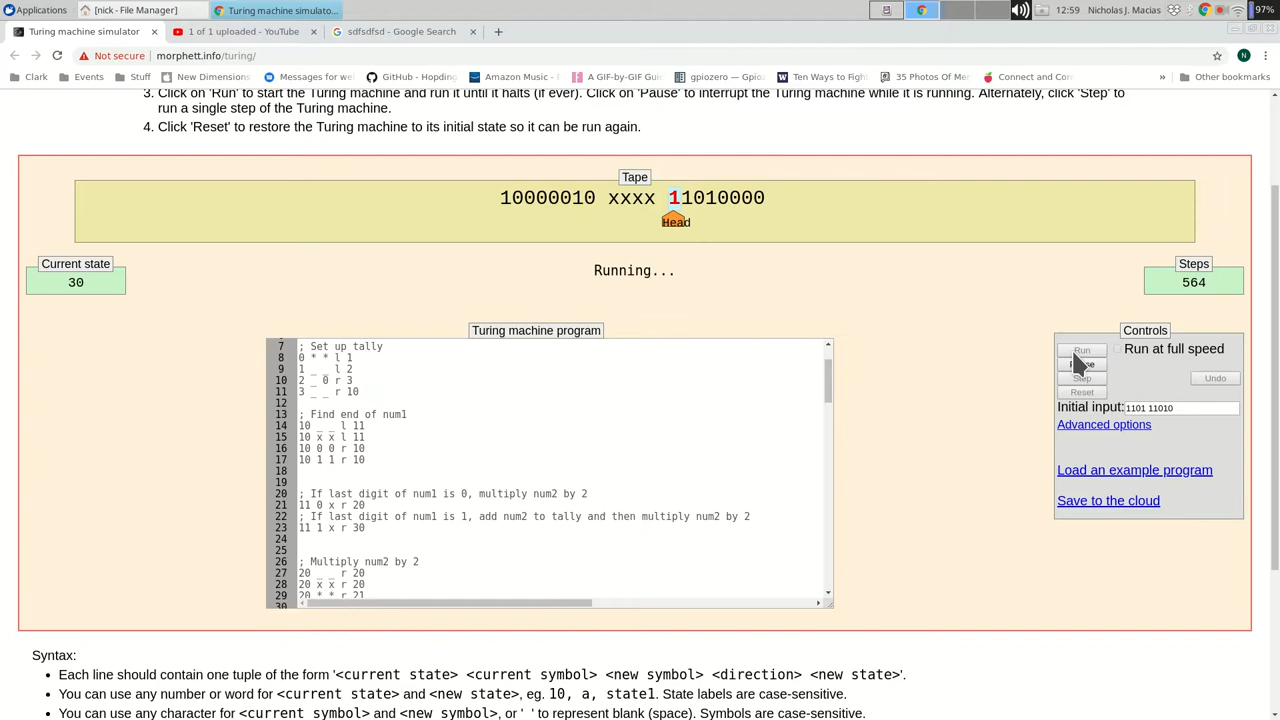 Applications
[nick - File Manager]
Turing machine simulato...
12:59
Nicholas J. Macias
97%
Turing machine simulator
1 of 1 uploaded - YouTube
sdfsdfsd - Google Search
Not secure
morphett.info/turing/
N
Clark
Events
Stuff
New Dimensions
Messages for we
GitHub - Hopding
Amazon Music -
A GIF-by-GIF Gui
gpiozero — Gpio
Ten Ways to Figh
35 Photos Of Me
Connect and Cor
»
Other bookmarks
3. Click on 'Run' to start the Turing machine and run it until it halts (if ever). Click on 'Pause' to interrupt the Turing machine while it is running. Alternately, click 'Step' to
run a single step of the Turing machine.
4. Click 'Reset' to restore the Turing machine to its initial state so it can be run again.
Tape
10000010 xxxx 11010000
Head
Current state
30
Running...
Steps
564
Turing machine program
7 ; Set up tally
8 0 * * l 1
9 1 _ _ l 2
10 2 _ 0 r 3
11 3 _ _ r 10
12
13 ; Find end of num1
14 10 _ _ l 11
15 10 x x l 11
16 10 0 0 r 10
17 10 1 1 r 10
18
19
20 ; If last digit of num1 is 0, multiply num2 by 2
21 11 0 x r 20
22 ; If last digit of num1 is 1, add num2 to tally and then multiply num2 by 2
23 11 1 x r 30
24
25
26 ; Multiply num2 by 2
27 20 _ _ r 20
28 20 x x r 20
29 20 * * r 21
30
Controls
Run
Run at full speed
Step
Undo
Reset
Initial input: 1101 11010
Advanced options
Load an example program
Save to the cloud
Syntax:
• Each line should contain one tuple of the form '<current state> <current symbol> <new symbol> <direction> <new state>'.
• You can use any number or word for <current state> and <new state>, eg. 10, a, state1. State labels are case-sensitive.
• You can use any character for <current symbol> and <new symbol>, or '_' to represent blank (space). Symbols are case-sensitive.